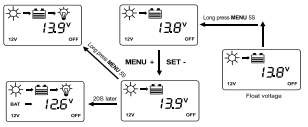 13.9V
12V OFF
13.8V
12V OFF
Long press MENU 5S
Long press MENU 5S
MENU + SET -
BAT 12.6V
12V OFF
20S later
13.9V
12V OFF
13.8V
12V OFF
Float voltage